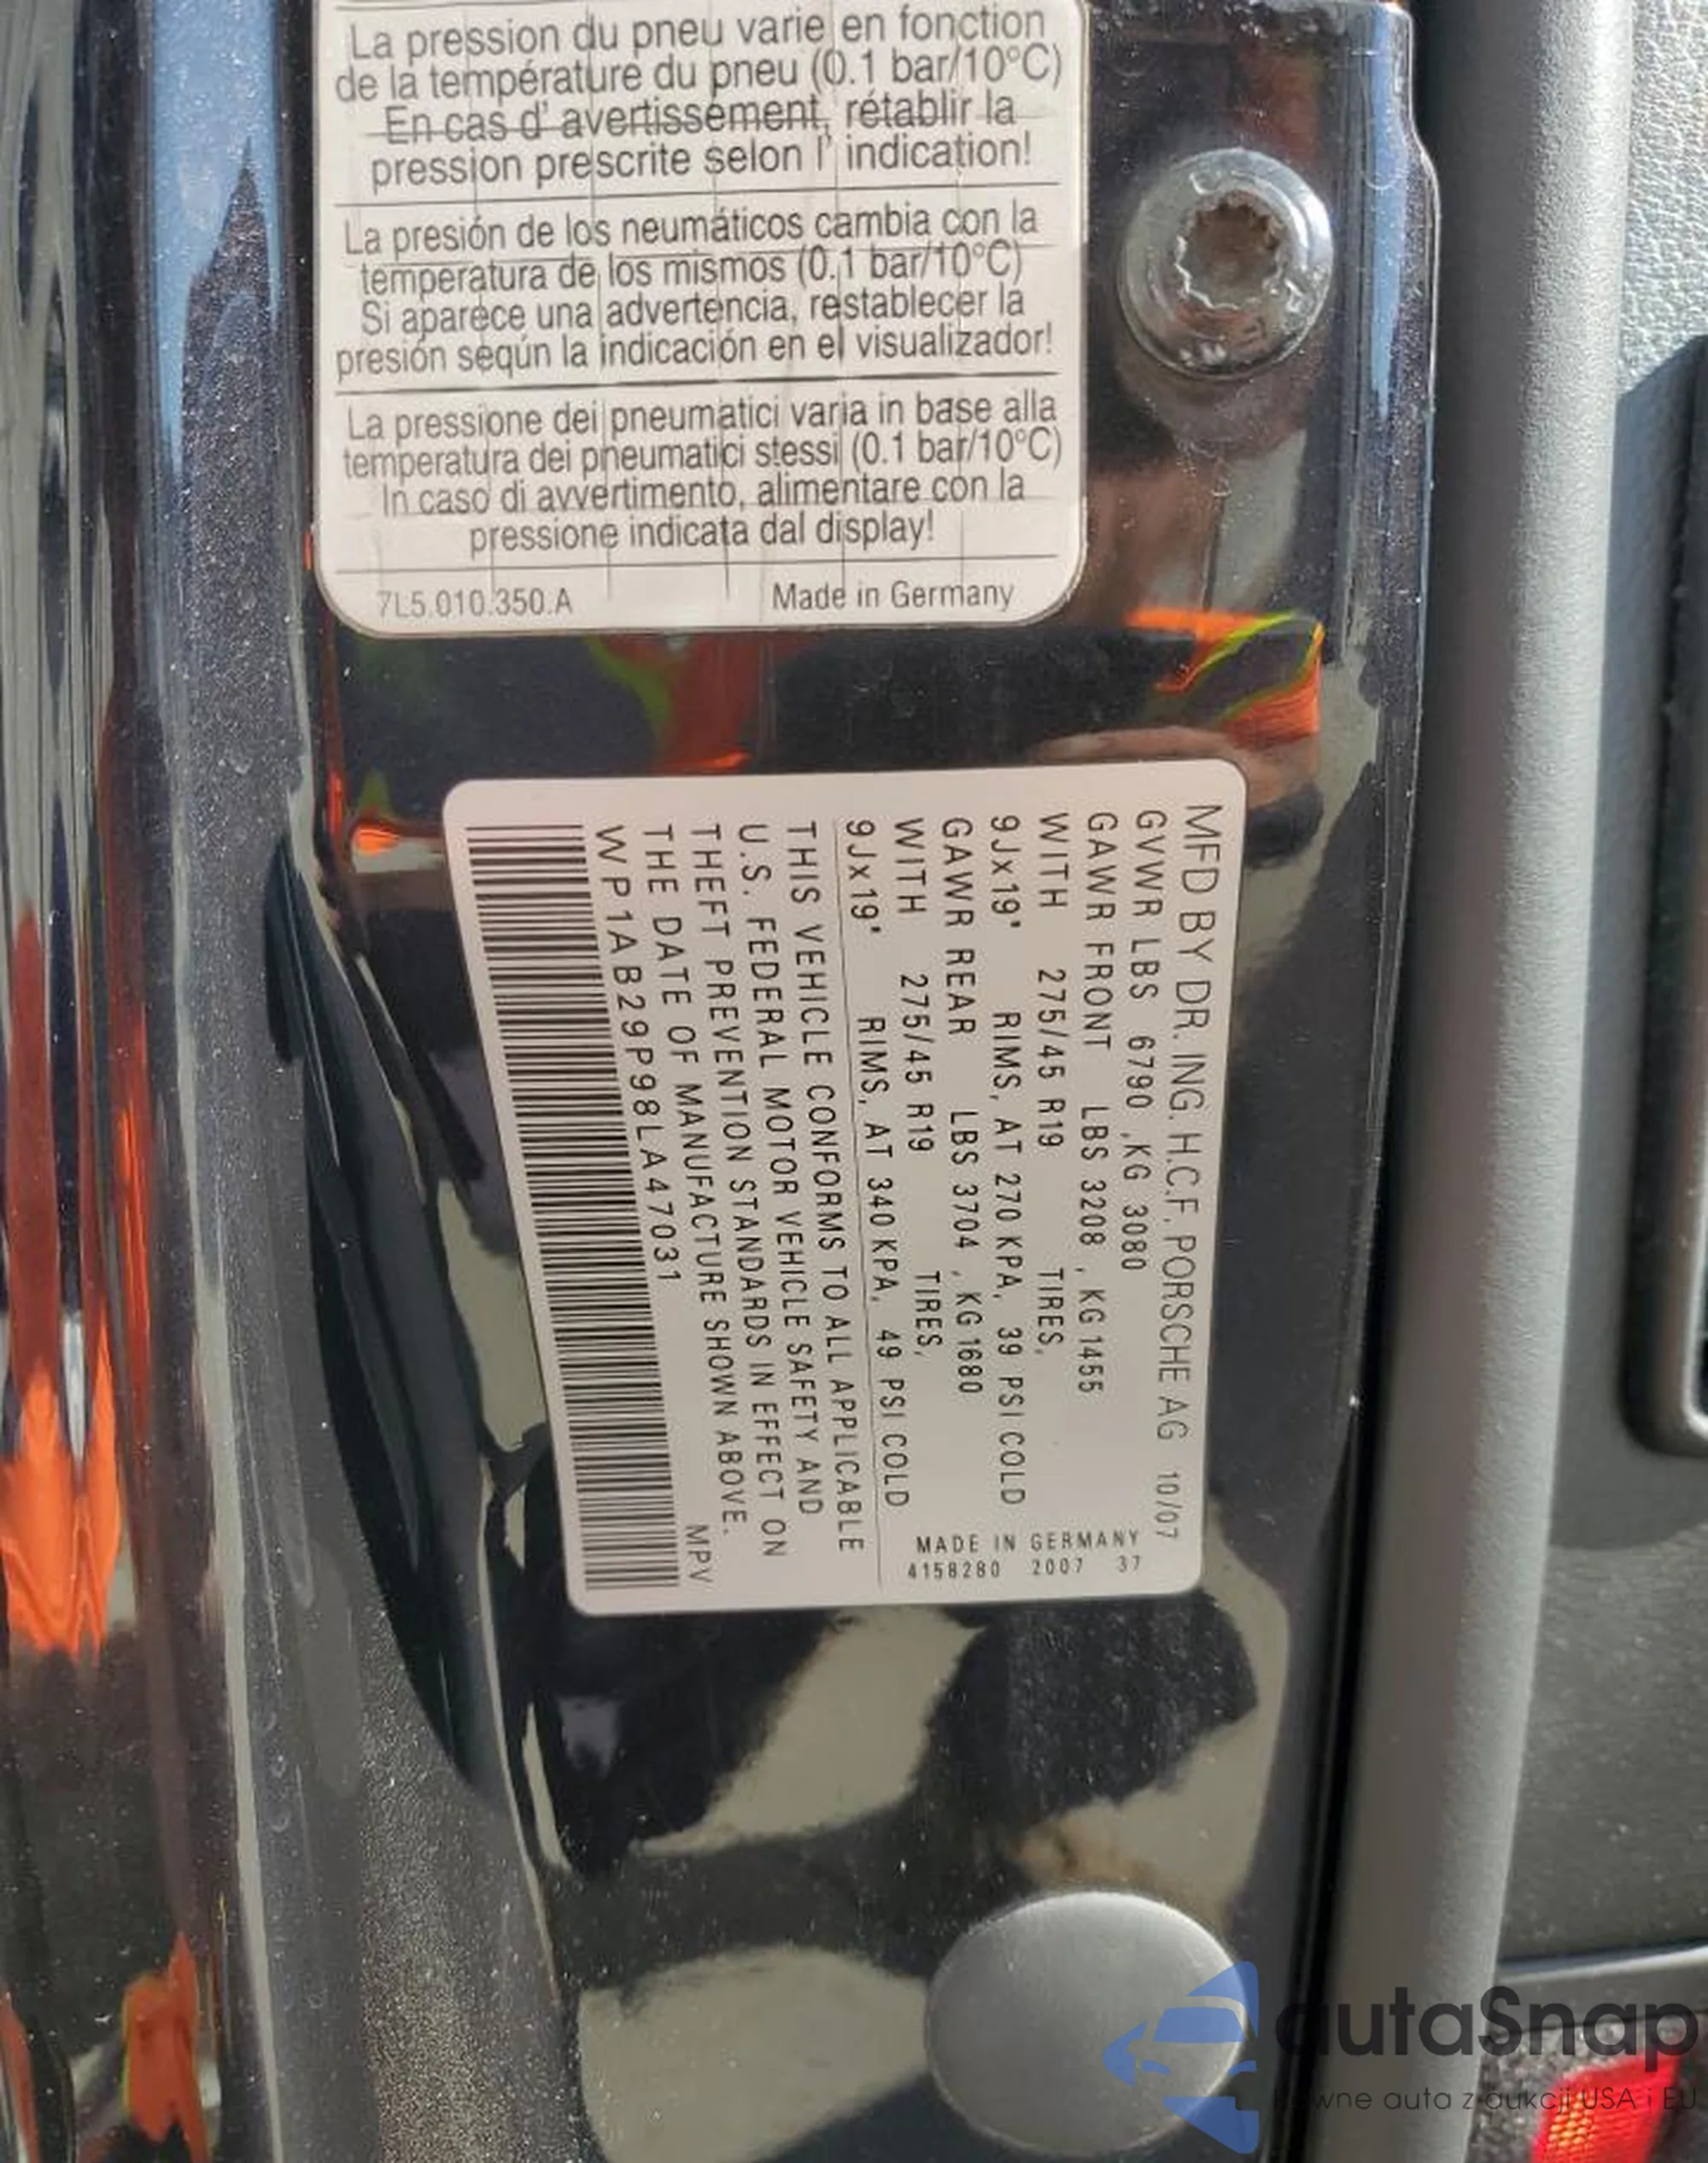 La pression du pneu varie en fonction
de la température du pneu (0.1 bar/10°C)
En cas d' avertissement, rétablir la
pression prescrite selon l' indication!
La presión de los neumáticos cambia con la
temperatura de los mismos (0.1 bar/10°C)
Si aparece una advertencia, restablecer la
presión seqún la indicación en el visualizador!
La pressione dei pneumatici varia in base alla
temperatura dei pneumatici stessi (0.1 bar/10°C)
In caso di avvertimento, alimentare con la
pressione indicata dal display!
7L5.010.350.A Made in Germany
MFD BY DR. ING. H.C.F. PORSCHE AG 10/07
GVWR LBS 6790 ,KG 3080
GAWR FRONT LBS 3208 , KG 1455
WITH 275/45 R19 TIRES,
9Jx19" RIMS, AT 270 KPA, 39 PSI COLD
GAWR REAR LBS 3704 , KG 1680
WITH 275/45 R19 TIRES,
9Jx19" RIMS, AT 340 KPA, 49 PSI COLD
MADE IN GERMANY
4158280 2007 37
THIS VEHICLE CONFORMS TO ALL APPLICABLE
U.S. FEDERAL MOTOR VEHICLE SAFETY AND
THEFT PREVENTION STANDARDS IN EFFECT ON
THE DATE OF MANUFACTURE SHOWN ABOVE.
WP1AB29P98LA47031 MPV
autaSnap
auta z aukcji USA i EU